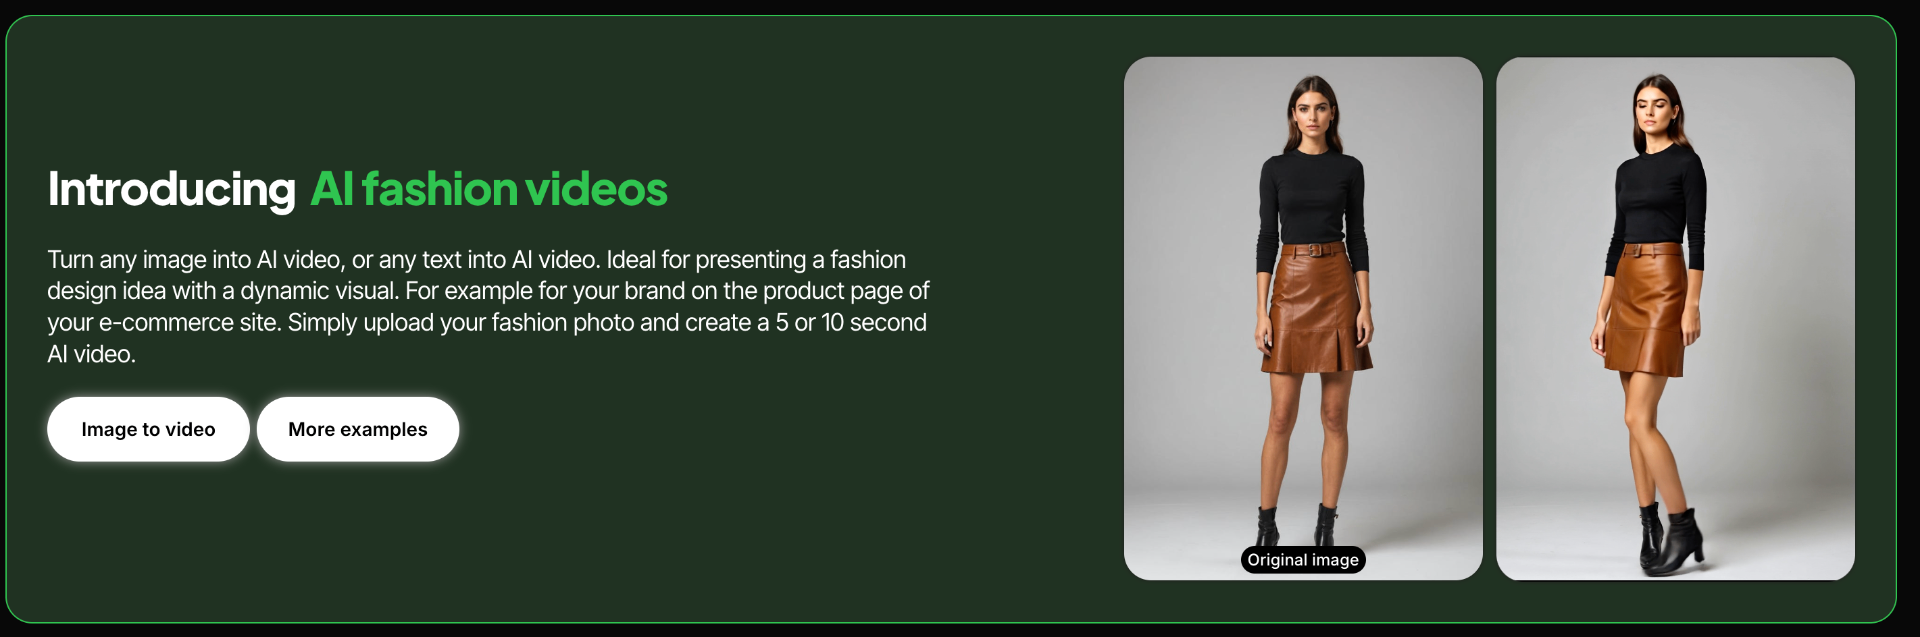 Introducing AI fashion videos
Turn any image into AI video, or any text into AI video. Ideal for presenting a fashion
design idea with a dynamic visual. For example for your brand on the product page of
your e-commerce site. Simply upload your fashion photo and create a 5 or 10 second
AI video.
Image to video
More examples
Original image